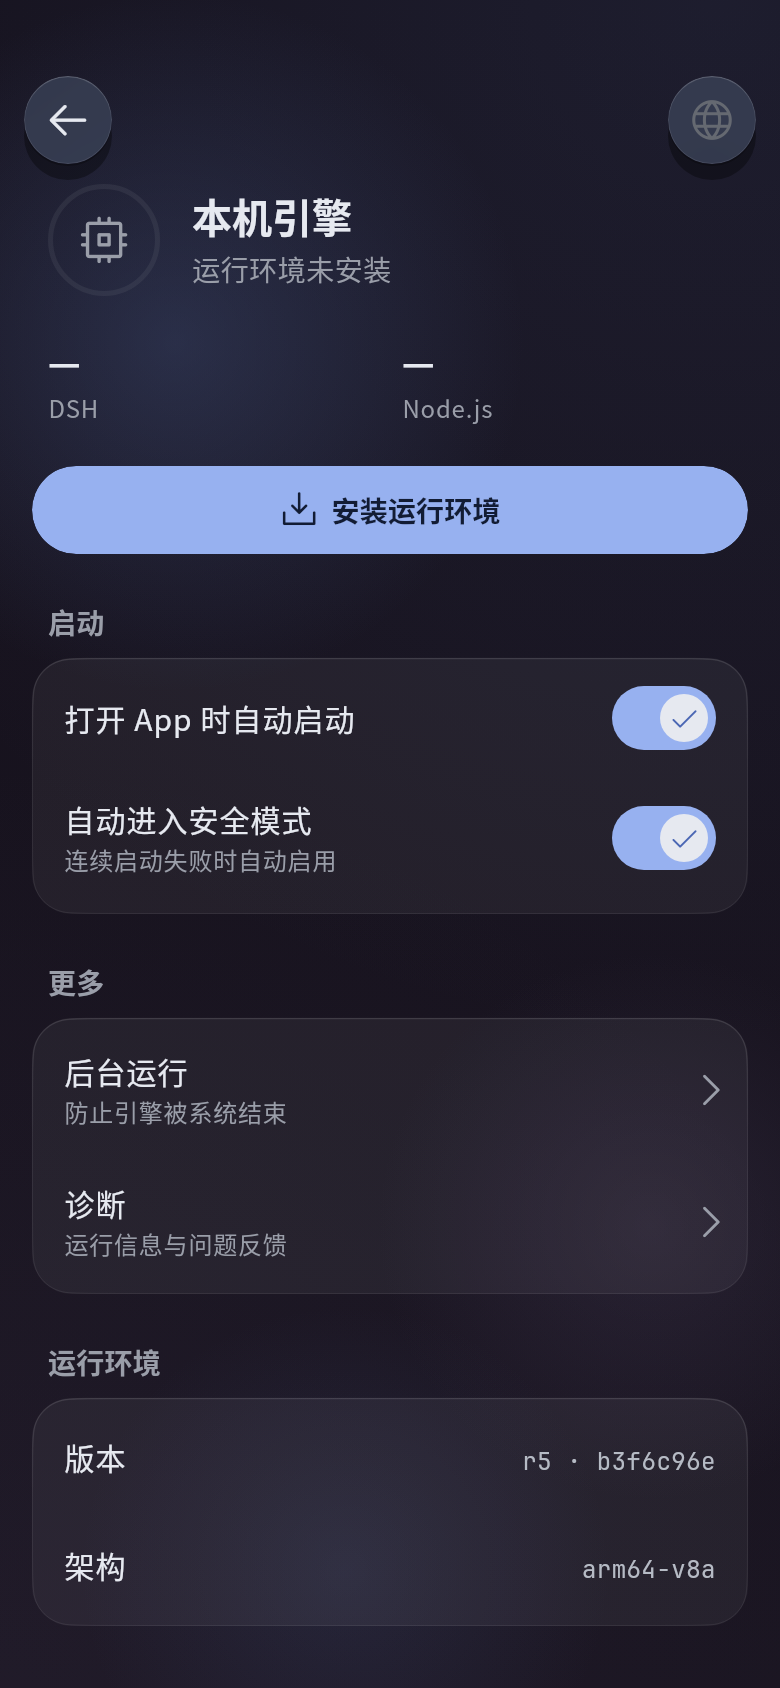 本机引擎
运行环境未安装
— —
DSH Node.js
安装运行环境
启动
打开 App 时自动启动
自动进入安全模式
连续启动失败时自动启用
更多
后台运行
防止引擎被系统结束
诊断
运行信息与问题反馈
运行环境
版本 r5 · b3f6c96e
架构 arm64-v8a